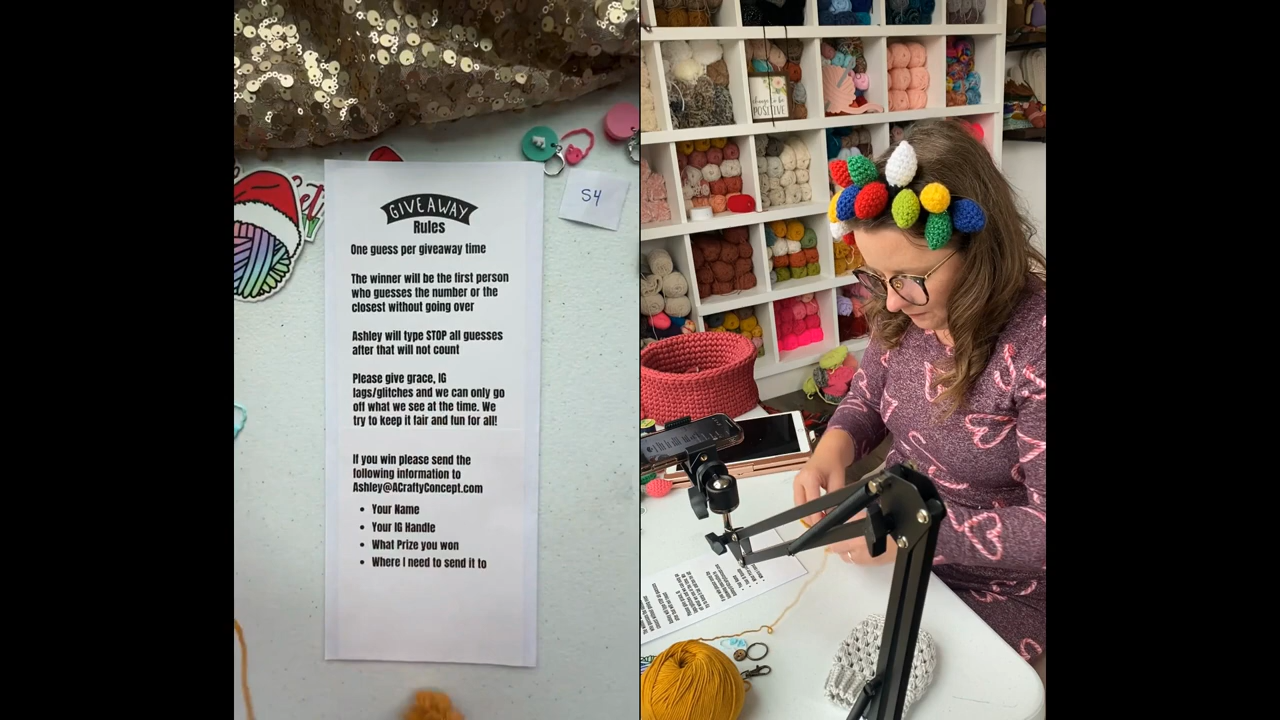 GIVEAWAY
Rules
One guess per giveaway time
The winner will be the first person
who guesses the number or the
closest without going over
Ashley will type STOP all guesses
after that will not count
Please give grace, IG
lags/glitches and we can only go
off what we see at the time. We
try to keep it fair and fun for all!
If you win please send the
following information to
Ashley@ACraftyConcept.com
• Your Name
• Your IG Handle
• What Prize you won
• Where I need to send it to
S4
POSITIVE